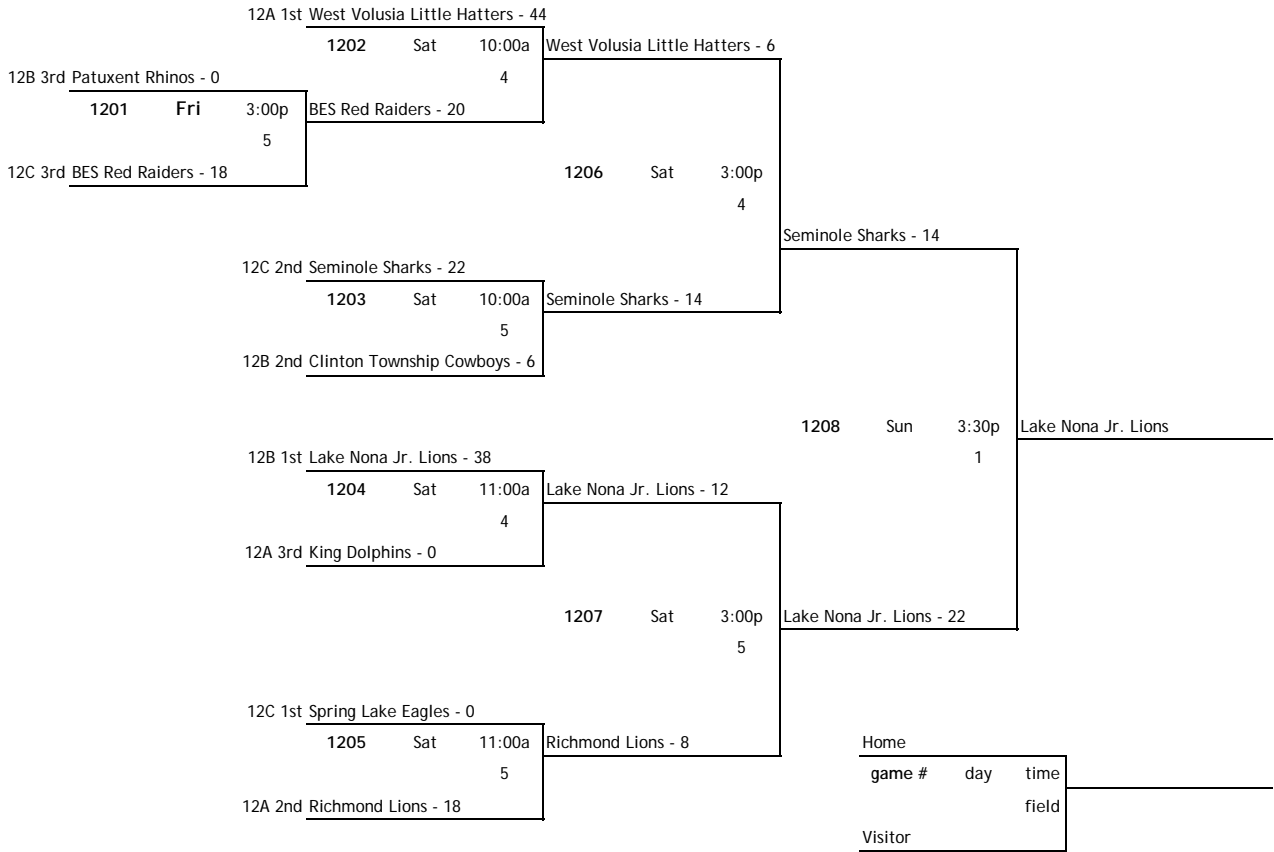 12A 1st West Volusia Little Hatters - 44
1202 Sat 10:00a West Volusia Little Hatters - 6
12B 3rd Patuxent Rhinos - 0 4
1201 Fri 3:00p BES Red Raiders - 20
5
12C 3rd BES Red Raiders - 18 1206 Sat 3:00p
4
Seminole Sharks - 14
12C 2nd Seminole Sharks - 22
1203 Sat 10:00a Seminole Sharks - 14
5
12B 2nd Clinton Township Cowboys - 6
1208 Sun 3:30p Lake Nona Jr. Lions
12B 1st Lake Nona Jr. Lions - 38 1
1204 Sat 11:00a Lake Nona Jr. Lions - 12
4
12A 3rd King Dolphins - 0
1207 Sat 3:00p Lake Nona Jr. Lions - 22
5
12C 1st Spring Lake Eagles - 0
1205 Sat 11:00a Richmond Lions - 8 Home
5 game # day time
12A 2nd Richmond Lions - 18 field
Visitor